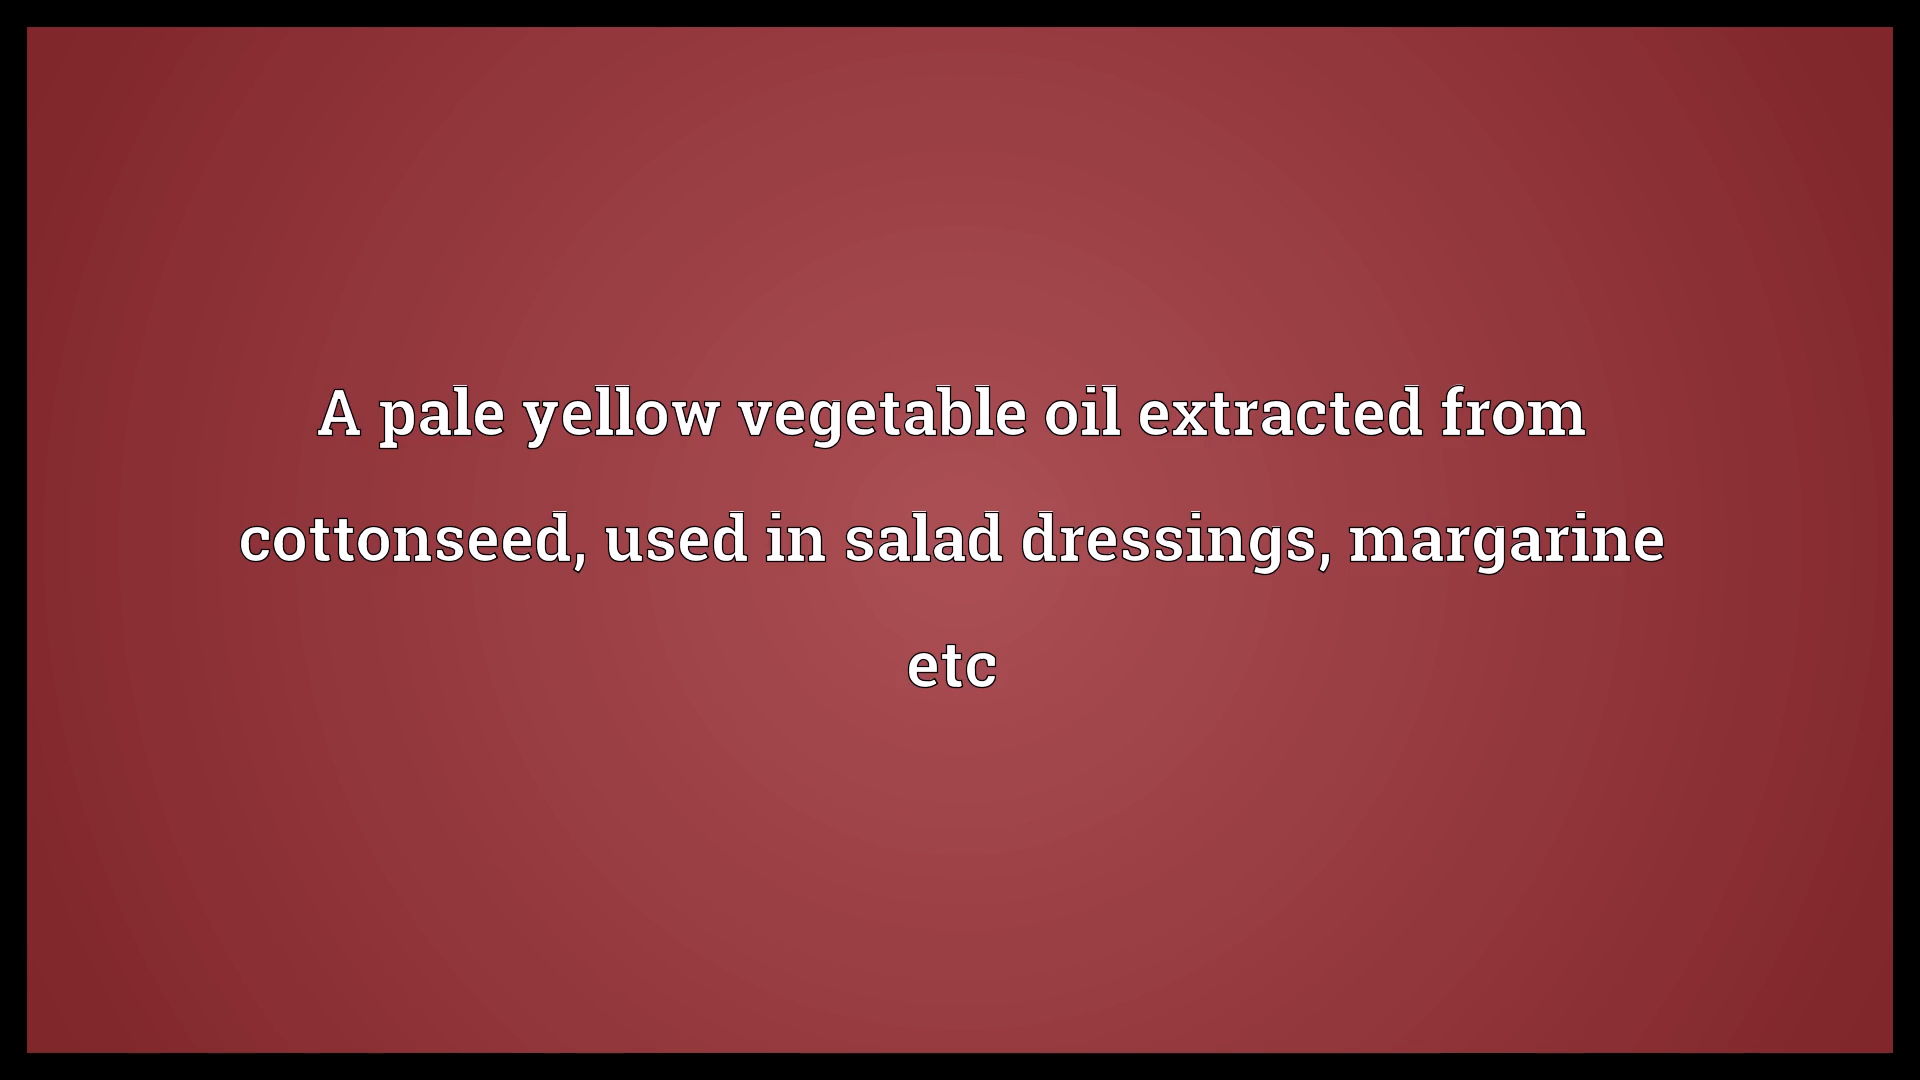 A pale yellow vegetable oil extracted from
cottonseed, used in salad dressings, margarine
etc